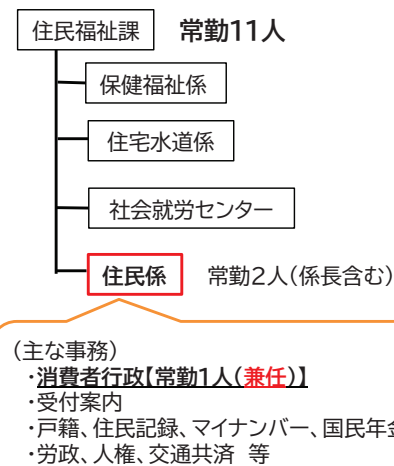 住民福祉課 常勤11人
保健福祉係
住宅水道係
社会就労センター
住民係 常勤2人(係長含む)
(主な事務)
・消費者行政【常勤1人(兼任)】
・受付案内
・戸籍、住民記録、マイナンバー、国民年金
・労政、人権、交通共済 等